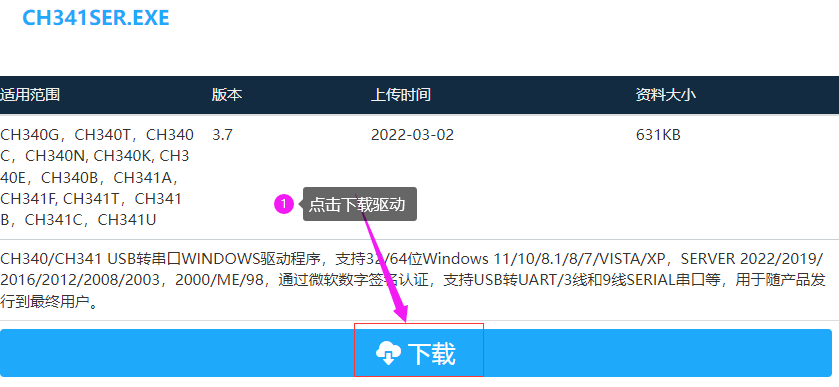 CH341SER.EXE
适用范围 版本 上传时间 资料大小
CH340G，CH340T，CH340 3.7 2022-03-02 631KB
C，CH340N, CH340K, CH3
40E，CH340B，CH341A，
CH341F, CH341T，CH341
B，CH341C，CH341U
1 点击下载驱动
CH340/CH341 USB转串口WINDOWS驱动程序，支持32/64位Windows 11/10/8.1/8/7/VISTA/XP，SERVER 2022/2019/
2016/2012/2008/2003，2000/ME/98，通过微软数字签名认证，支持USB转UART/3线和9线SERIAL串口等，用于随产品发
行到最终用户。
下载